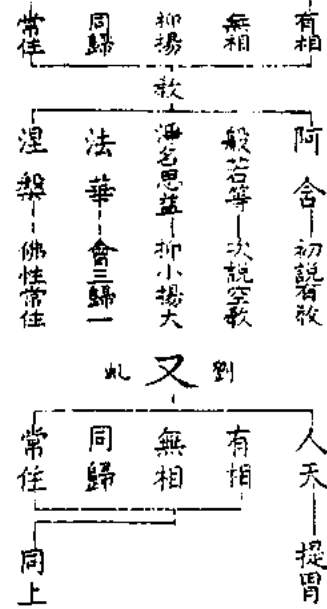 有相
無相
抑揚
同歸
常住
教
阿含 初說有教
般若等 次說空教
淨名思益 抑小揚大
法華 會三歸一
涅槃 佛性常住
劉 又 虬
人天 提胃
有相
無相
同歸
常住
同上